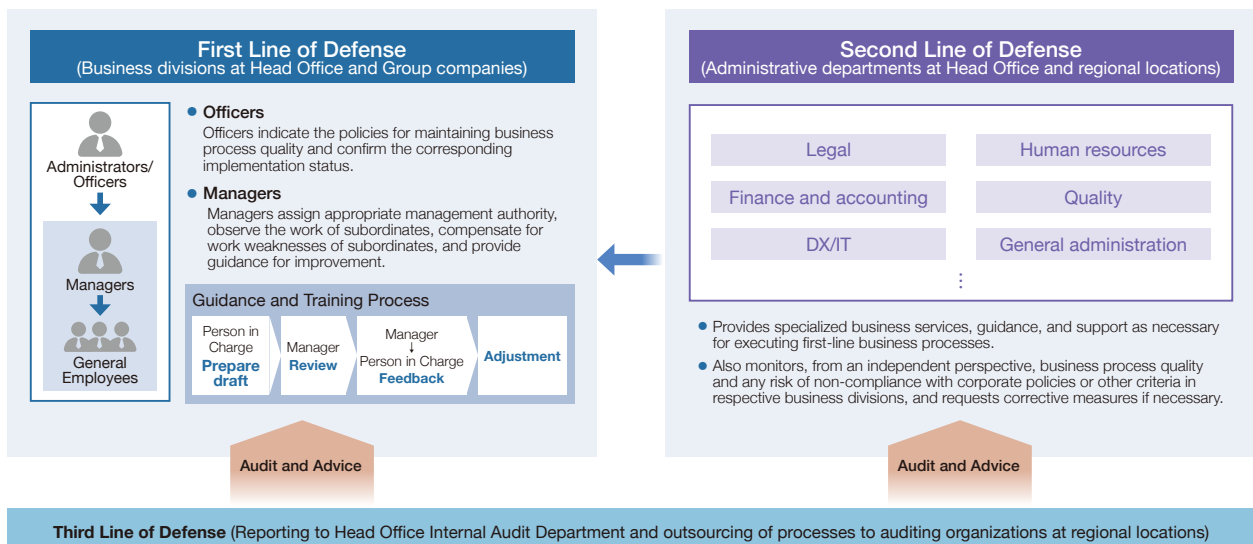 First Line of Defense
(Business divisions at Head Office and Group companies)
Administrators/
Officers
Managers
General
Employees
● Officers
Officers indicate the policies for maintaining business
process quality and confirm the corresponding
implementation status.
● Managers
Managers assign appropriate management authority,
observe the work of subordinates, compensate for
work weaknesses of subordinates, and provide
guidance for improvement.
Guidance and Training Process
Person in
Charge
Prepare
draft
Manager
Review
Manager
↓
Person in Charge
Feedback
Adjustment
Second Line of Defense
(Administrative departments at Head Office and regional locations)
Legal
Human resources
Finance and accounting
Quality
DX/IT
General administration
⋮
● Provides specialized business services, guidance, and support as necessary
for executing first-line business processes.
● Also monitors, from an independent perspective, business process quality
and any risk of non-compliance with corporate policies or other criteria in
respective business divisions, and requests corrective measures if necessary.
Audit and Advice
Audit and Advice
Third Line of Defense (Reporting to Head Office Internal Audit Department and outsourcing of processes to auditing organizations at regional locations)